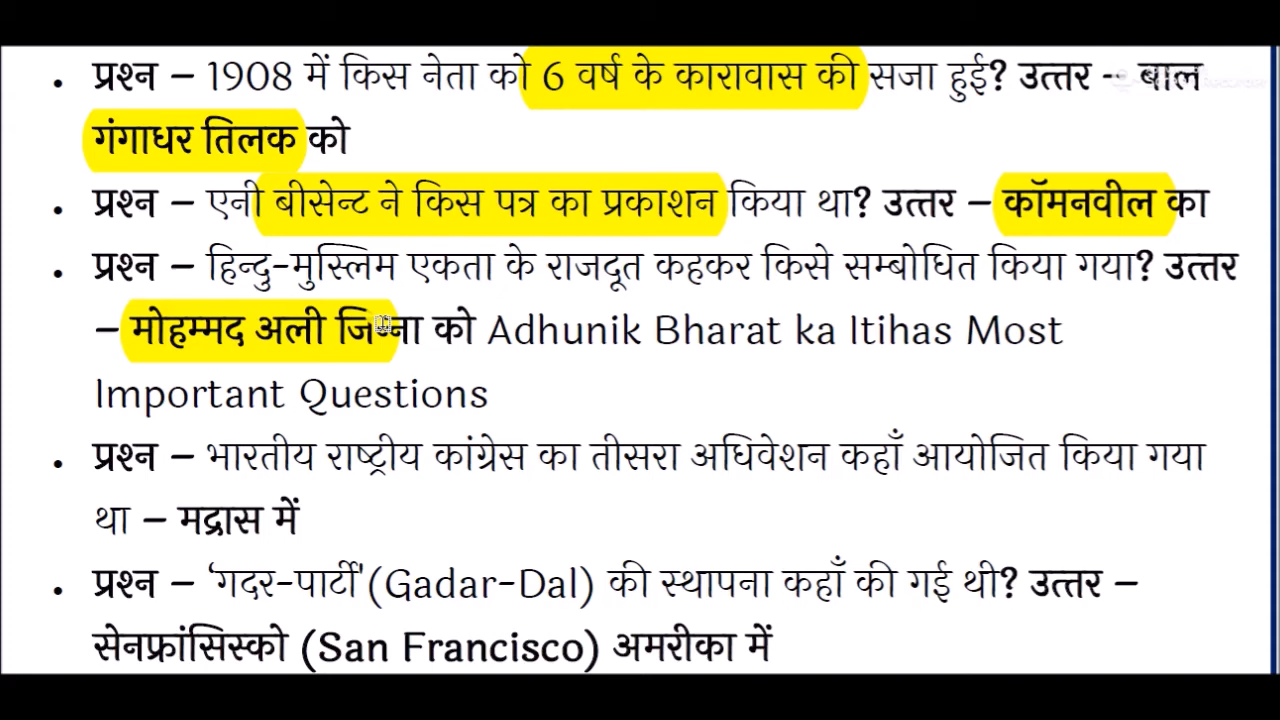 • प्रश्न – 1908 में किस नेता को 6 वर्ष के कारावास की सजा हुई? उत्तर – बाल
गंगाधर तिलक को
• प्रश्न – एनी बीसेन्ट ने किस पत्र का प्रकाशन किया था? उत्तर – कॉमनवील का
• प्रश्न – हिन्दु-मुस्लिम एकता के राजदूत कहकर किसे सम्बोधित किया गया? उत्तर
– मोहम्मद अली जिन्ना को Adhunik Bharat ka Itihas Most
Important Questions
• प्रश्न – भारतीय राष्ट्रीय कांग्रेस का तीसरा अधिवेशन कहाँ आयोजित किया गया
था – मद्रास में
• प्रश्न – ‘गदर-पार्टी'(Gadar-Dal) की स्थापना कहाँ की गई थी? उत्तर –
सेनफ्रांसिस्को (San Francisco) अमरीका में